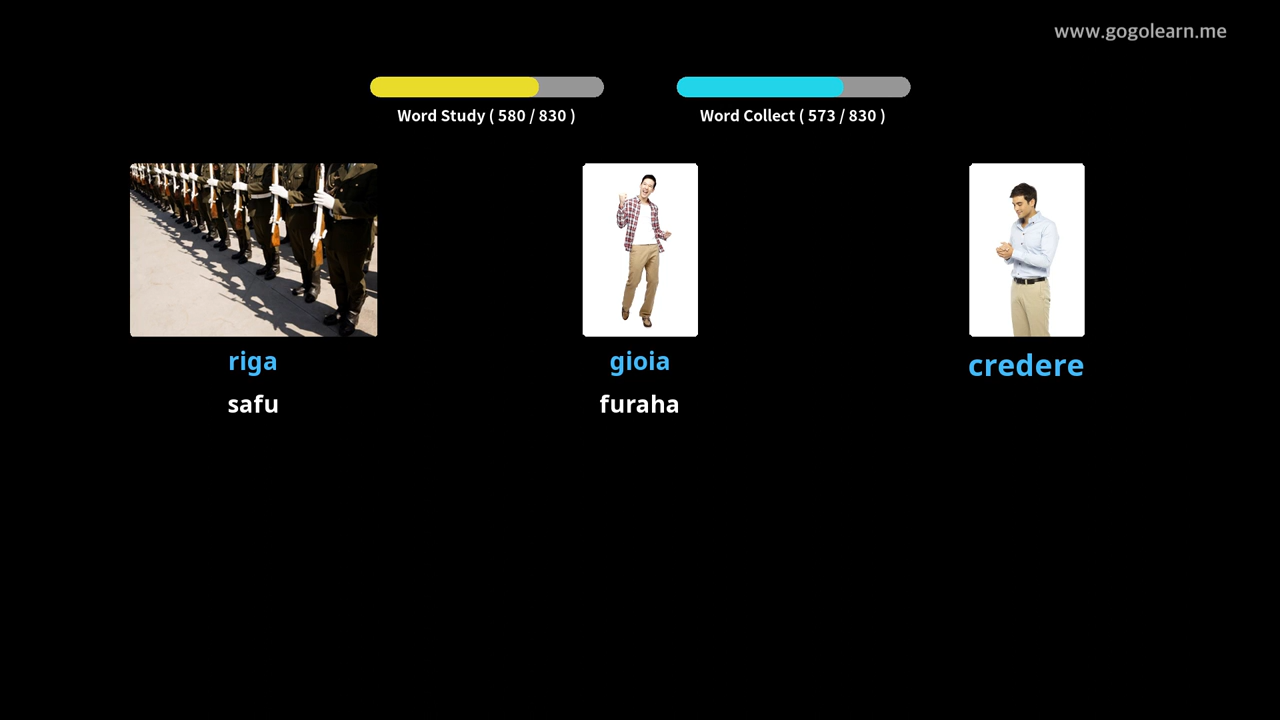 www.gogolearn.me
Word Study ( 580 / 830 )
Word Collect ( 573 / 830 )
riga
gioia
credere
safu
furaha